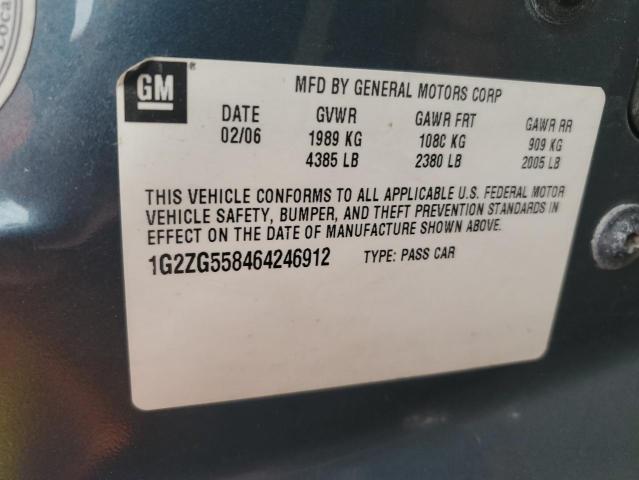 Loca
GM ® MFD BY GENERAL MOTORS CORP
DATE GVWR GAWR FRT GAWR RR
02/06 1989 KG 1080 KG 909 KG
4385 LB 2380 LB 2005 LB
THIS VEHICLE CONFORMS TO ALL APPLICABLE U.S. FEDERAL MOTOR
VEHICLE SAFETY, BUMPER, AND THEFT PREVENTION STANDARDS IN
EFFECT ON THE DATE OF MANUFACTURE SHOWN ABOVE.
1G2ZG558464246912 TYPE: PASS CAR